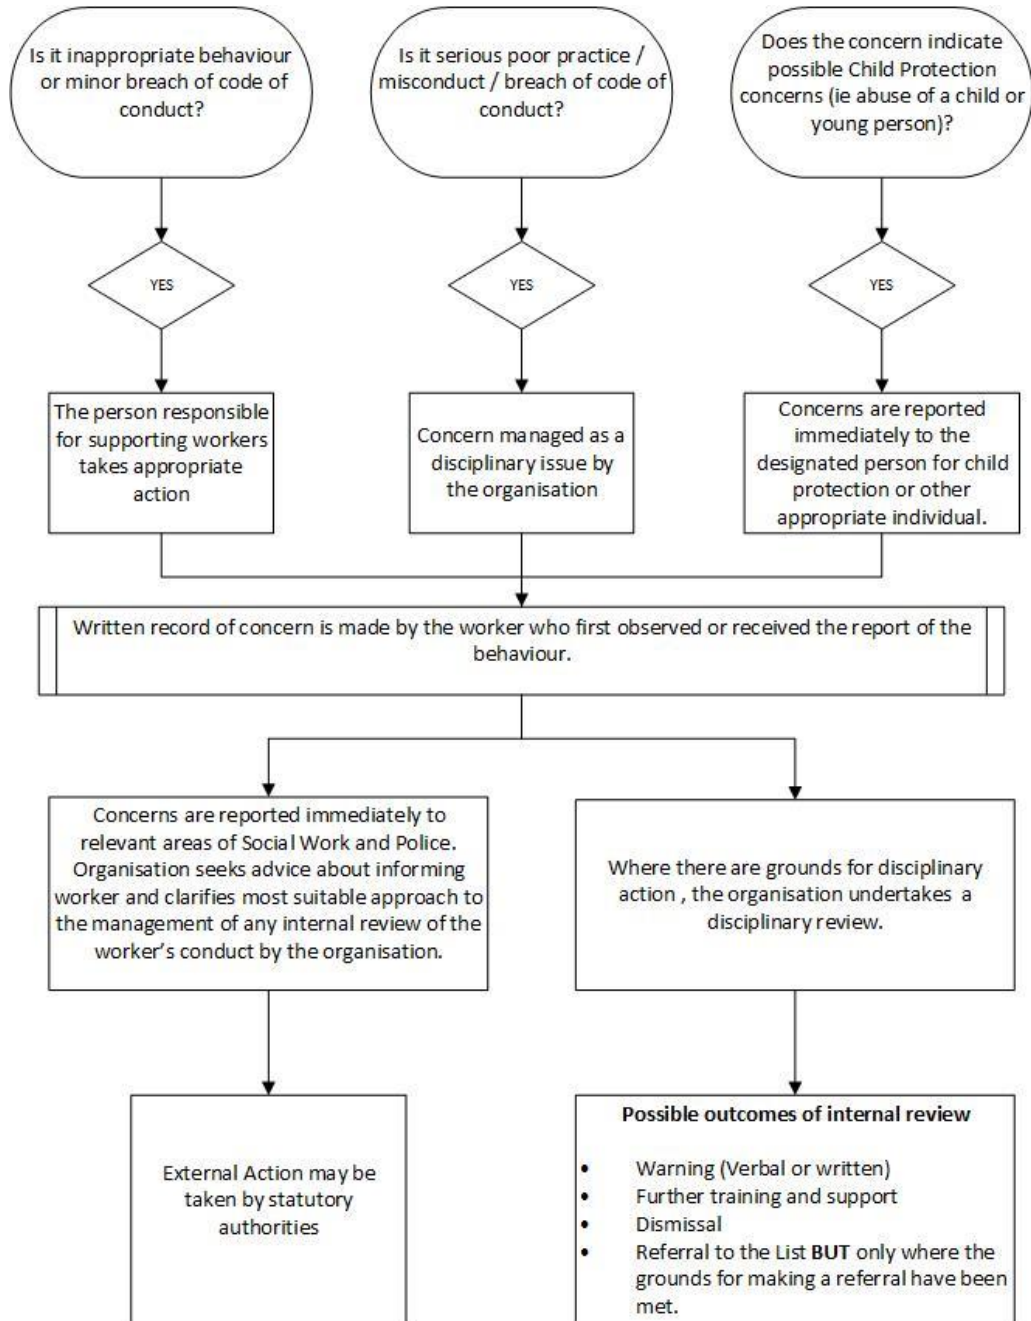 Is it inappropriate behaviour
or minor breach of code of
conduct?
Is it serious poor practice /
misconduct / breach of code of
conduct?
Does the concern indicate
possible Child Protection
concerns (ie abuse of a child or
young person)?
YES
YES
YES
The person responsible
for supporting workers
takes appropriate
action
Concern managed as a
disciplinary issue by
the organisation
Concerns are reported
immediately to the
designated person for child
protection or other
appropriate individual.
Written record of concern is made by the worker who first observed or received the report of the
behaviour.
Concerns are reported immediately to
relevant areas of Social Work and Police.
Organisation seeks advice about informing
worker and clarifies most suitable approach to
the management of any internal review of the
worker's conduct by the organisation.
Where there are grounds for disciplinary
action , the organisation undertakes a
disciplinary review.
External Action may be
taken by statutory
authorities
Possible outcomes of internal review
• Warning (Verbal or written)
• Further training and support
• Dismissal
• Referral to the List BUT only where the
grounds for making a referral have been
met.